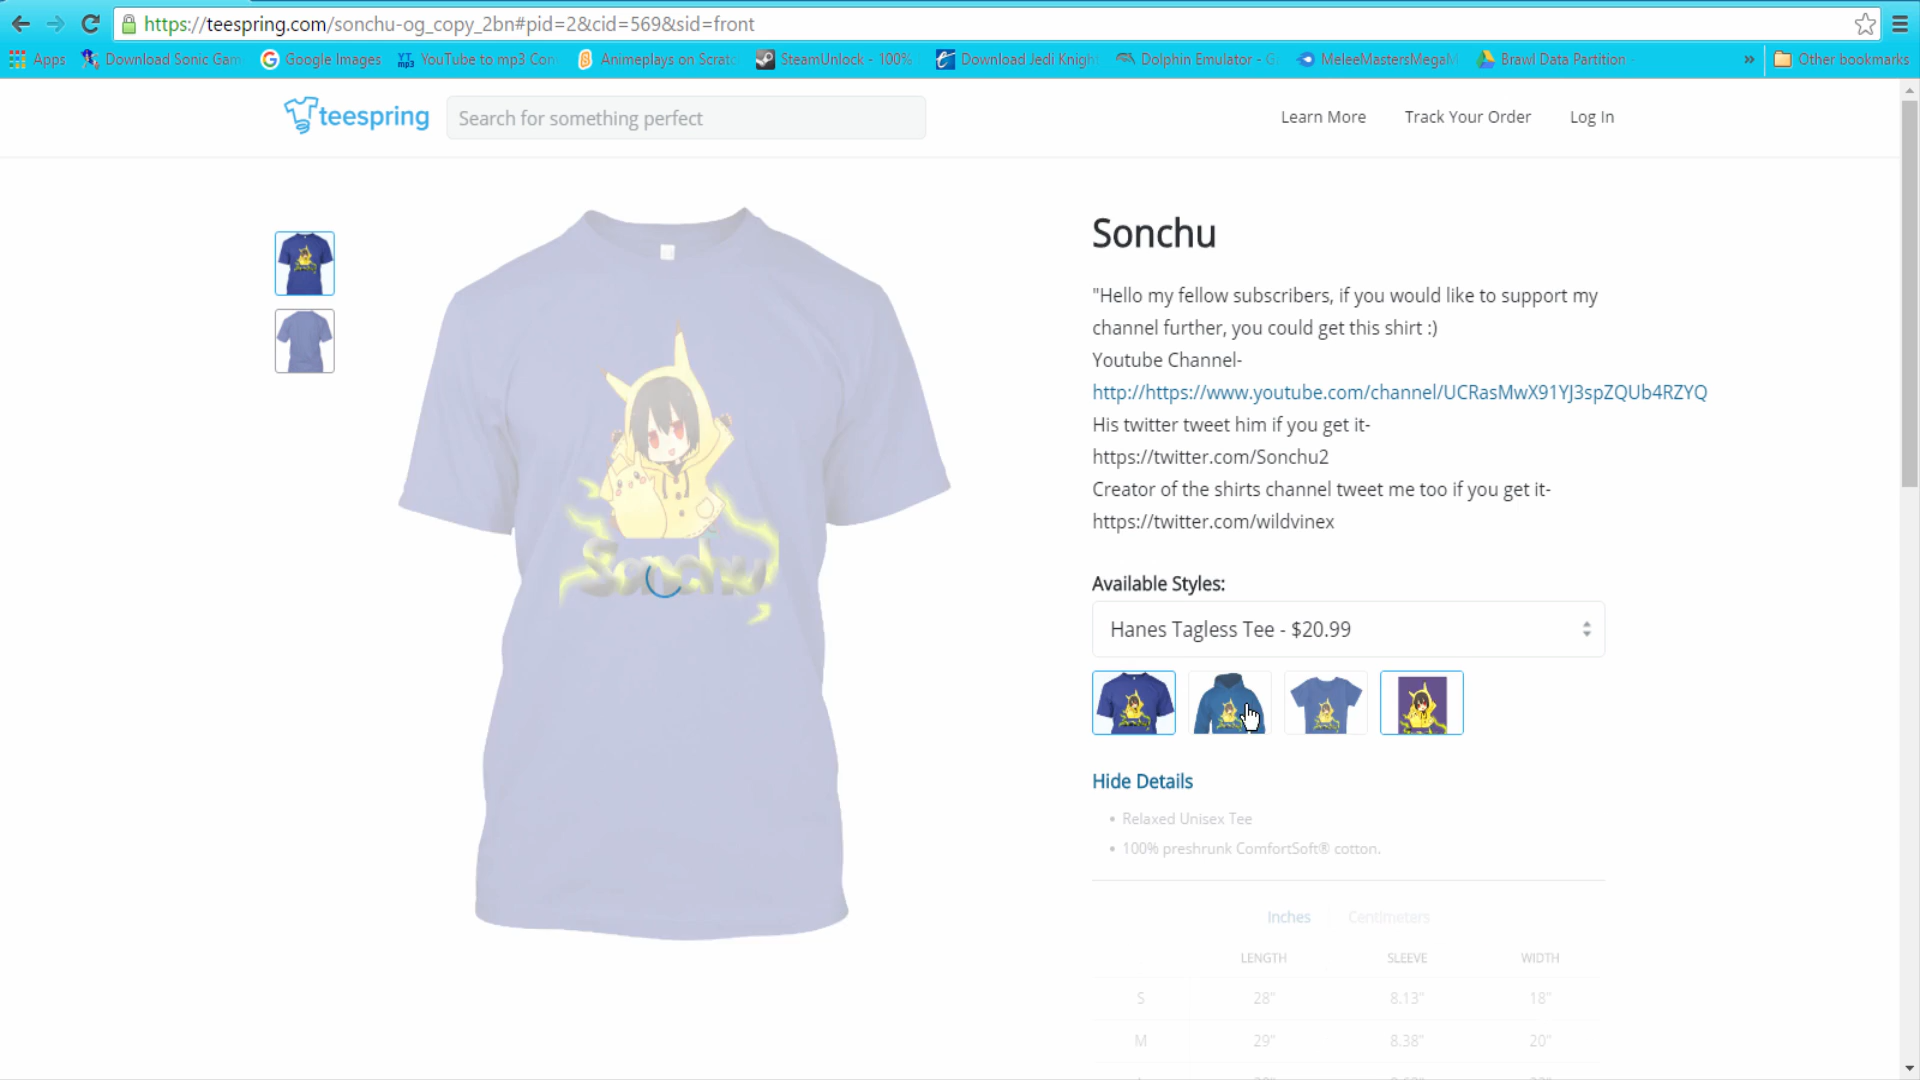 https://teespring.com/sonchu-og_copy_2bn#pid=2&cid=569&sid=front
Apps Download Sonic Gam Google Images YouTube to mp3 Con Animeplays on Scratc SteamUnlock - 100% Download Jedi Knigh Dolphin Emulator - G MeleeMastersMegaM Brawl Data Partition - » Other bookmarks
teespring Search for something perfect Learn More Track Your Order Log In
Sonchu
"Hello my fellow subscribers, if you would like to support my
channel further, you could get this shirt :)
Youtube Channel-
http://https://www.youtube.com/channel/UCRasMwX91YJ3spZQUb4RZYQ
His twitter tweet him if you get it-
https://twitter.com/Sonchu2
Creator of the shirts channel tweet me too if you get it-
https://twitter.com/wildvinex
Sonchu
Available Styles:
Hanes Tagless Tee - $20.99
Hide Details
• Relaxed Unisex Tee
• 100% preshrunk ComfortSoft® cotton.
Inches Centimeters
LENGTH SLEEVE WIDTH
S 28" 8.13" 18"
M 29" 8.38" 20"